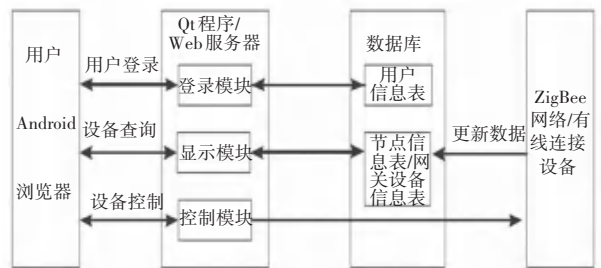 用户
Android
浏览器
用户登录
设备查询
设备控制
Qt程序/
Web服务器
登录模块
显示模块
控制模块
数据库
用户
信息表
节点信
息表/网
关设备
信息表
更新数据
ZigBee
网络/有
线连接
设备